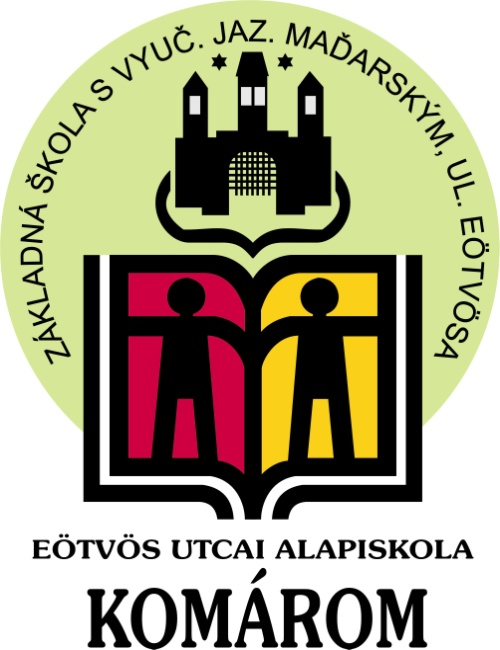 ZÁKLADNÁ ŠKOLA S VYUČ. JAZ. MAĎARSKÝM, UL. EÖTVÖSA
EÖTVÖS UTCAI ALAPISKOLA
KOMÁROM